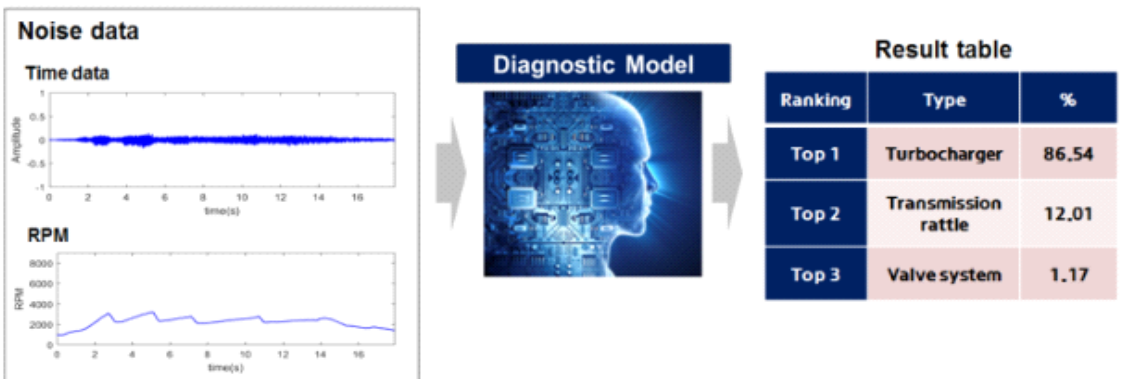 Noise data
Time data
1
0.5
0
-0.5
-1
Amplitude
0 2 4 6 8 10 12 14 16
time(s)
RPM
8000
6000
4000
2000
0
RPM
0 2 4 6 8 10 12 14 16
time(s)
Diagnostic Model
Result table
Ranking Type %
Top 1 Turbocharger 86.54
Top 2 Transmission
rattle 12.01
Top 3 Valve system 1.17